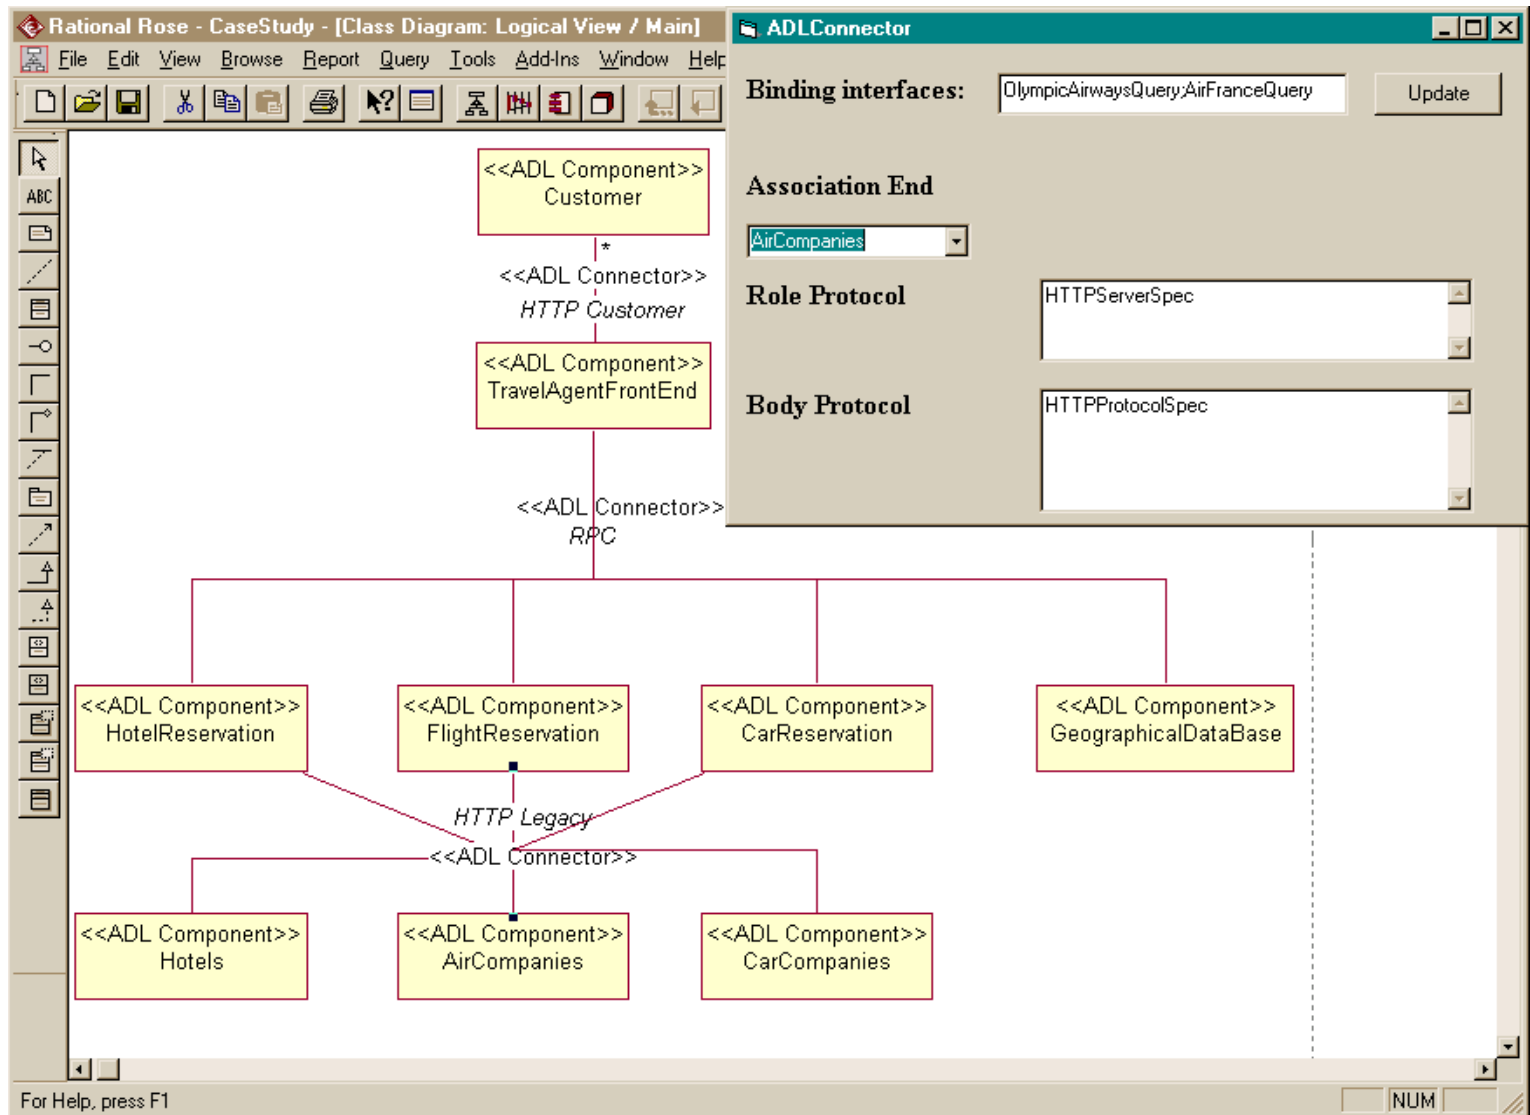 Rational Rose - CaseStudy - [Class Diagram: Logical View / Main]
File Edit View Browse Report Query Tools Add-Ins Window Help
ABC
<<ADL Component>>
Customer
*
<<ADL Connector>>
HTTP Customer
<<ADL Component>>
TravelAgentFrontEnd
<<ADL Connector>>
RPC
<<ADL Component>>
HotelReservation
<<ADL Component>>
FlightReservation
<<ADL Component>>
CarReservation
<<ADL Component>>
GeographicalDataBase
HTTP Legacy
<<ADL Connector>>
<<ADL Component>>
Hotels
<<ADL Component>>
AirCompanies
<<ADL Component>>
CarCompanies
For Help, press F1
NUM
ADLConnector
Binding interfaces: OlympicAirwaysQuery;AirFranceQuery Update
Association End
AirCompanies
Role Protocol HTTPServerSpec
Body Protocol HTTPProtocolSpec